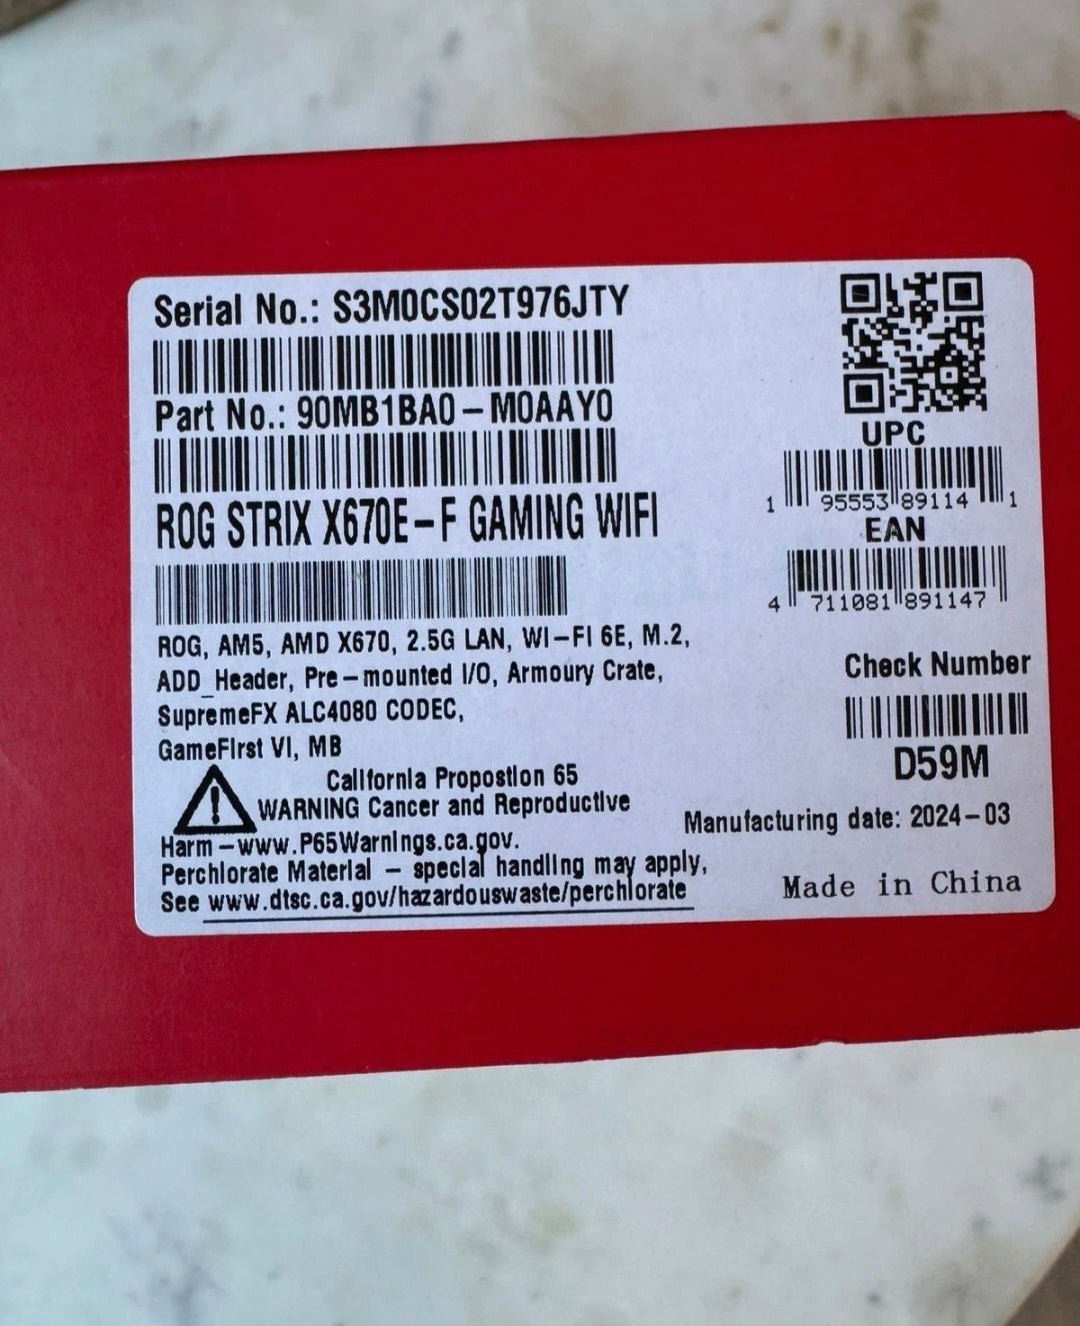 Serial No.: S3M0CS02T976JTY
Part No.: 90MB1BA0-M0AAY0
ROG STRIX X670E-F GAMING WIFI
ROG, AM5, AMD X670, 2.5G LAN, WI-FI 6E, M.2,
ADD_Header, Pre-mounted I/O, Armoury Crate,
SupremeFX ALC4080 CODEC,
GameFirst VI, MB
California Propostion 65
WARNING Cancer and Reproductive
Harm-www.P65Warnings.ca.gov.
Perchlorate Material - special handling may apply,
See www.dtsc.ca.gov/hazardouswaste/perchlorate
UPC
1 95553 89114 1
EAN
4 711081 891147
Check Number
D59M
Manufacturing date: 2024-03
Made in China